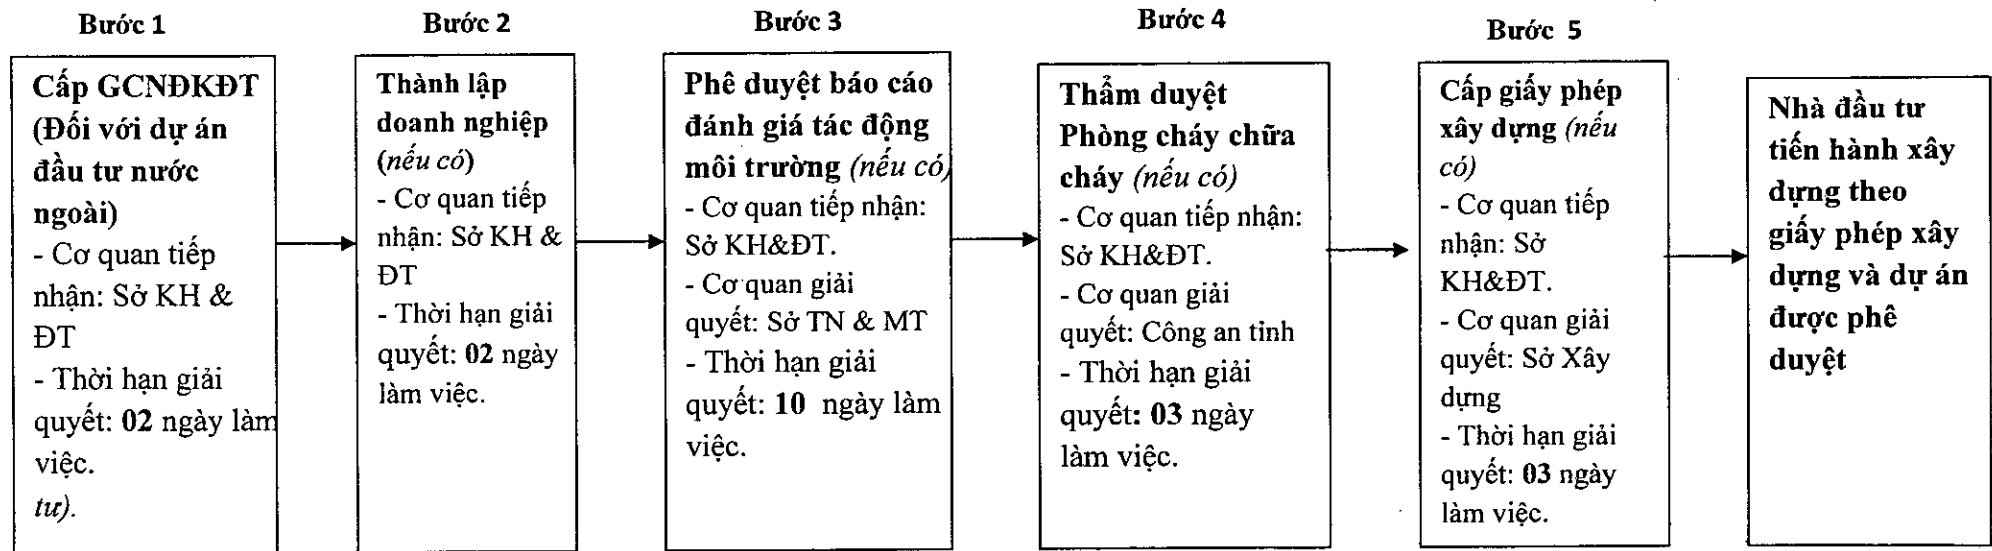 Bước 1
Cấp GCNĐKĐT
(Đối với dự án
đầu tư nước
ngoài)
- Cơ quan tiếp
nhận: Sở KH &
ĐT
- Thời hạn giải
quyết: 02 ngày làm
việc.
tư).
Bước 2
Thành lập
doanh nghiệp
(nếu có)
- Cơ quan tiếp
nhận: Sở KH &
ĐT
- Thời hạn giải
quyết: 02 ngày
làm việc.
Bước 3
Phê duyệt báo cáo
đánh giá tác động
môi trường (nếu có)
- Cơ quan tiếp nhận:
Sở KH&ĐT.
- Cơ quan giải
quyết: Sở TN & MT
- Thời hạn giải
quyết: 10 ngày làm
việc.
Bước 4
Thẩm duyệt
Phòng cháy chữa
cháy (nếu có)
- Cơ quan tiếp nhận:
Sở KH&ĐT.
- Cơ quan giải
quyết: Công an tỉnh
- Thời hạn giải
quyết: 03 ngày
làm việc.
Bước 5
Cấp giấy phép
xây dựng (nếu
có)
- Cơ quan tiếp
nhận: Sở
KH&ĐT.
- Cơ quan giải
quyết: Sở Xây
dựng
- Thời hạn giải
quyết: 03 ngày
làm việc.
Nhà đầu tư
tiến hành xây
dựng theo
giấy phép xây
dựng và dự án
được phê
duyệt